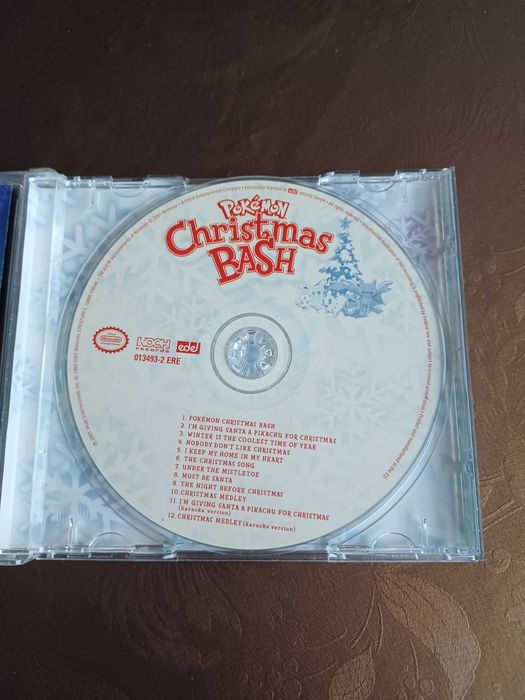 POKÉMON
Christmas
BASH
KOCH
records
edel
013493-2 ERE
1. POKÉMON CHRISTMAS BASH
2. I'M GIVING SANTA A PIKACHU FOR CHRISTMAS
3. WINTER IS THE COOLEST TIME OF YEAR
4. NOBODY DON'T LIKE CHRISTMAS
5. I KEEP MY HOME IN MY HEART
6. THE CHRISTMAS SONG
7. UNDER THE MISTLETOE
8. MUST BE SANTA
9. THE NIGHT BEFORE CHRISTMAS
10. CHRISTMAS MEDLEY
11. I'M GIVING SANTA A PIKACHU FOR CHRISTMAS
(Karaoke version)
12. CHRISTMAS MEDLEY (Karaoke version)